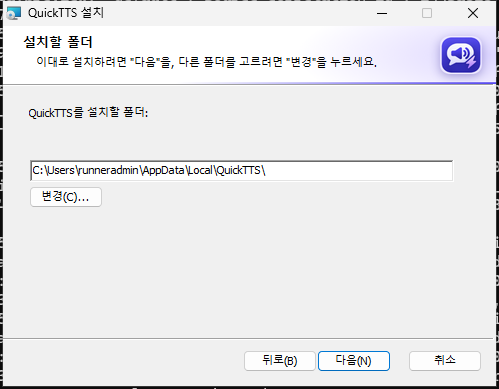 QuickTTS 설치
설치할 폴더
이대로 설치하려면 "다음"을, 다른 폴더를 고르려면 "변경"을 누르세요.
QuickTTS를 설치할 폴더:
C:\Users\runneradmin\AppData\Local\QuickTTS\
변경(C)...
뒤로(B)
다음(N)
취소